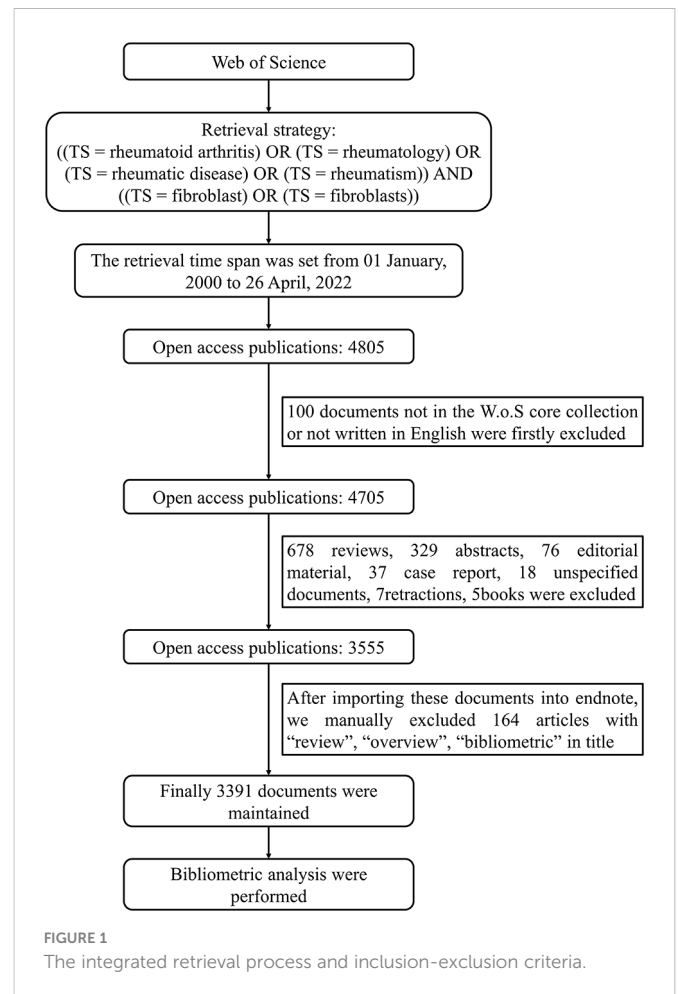 Web of Science
Retrieval strategy:
((TS = rheumatoid arthritis) OR (TS = rheumatology) OR
(TS = rheumatic disease) OR (TS = rheumatism)) AND
((TS = fibroblast) OR (TS = fibroblasts))
The retrieval time span was set from 01 January,
2000 to 26 April, 2022
Open access publications: 4805
100 documents not in the W.o.S core collection
or not written in English were firstly excluded
Open access publications: 4705
678 reviews, 329 abstracts, 76 editorial
material, 37 case report, 18 unspecified
documents, 7retractions, 5books were excluded
Open access publications: 3555
After importing these documents into endnote,
we manually excluded 164 articles with
“review”, “overview”, “bibliometric” in title
Finally 3391 documents were
maintained
Bibliometric analysis were
performed
FIGURE 1
The integrated retrieval process and inclusion-exclusion criteria.